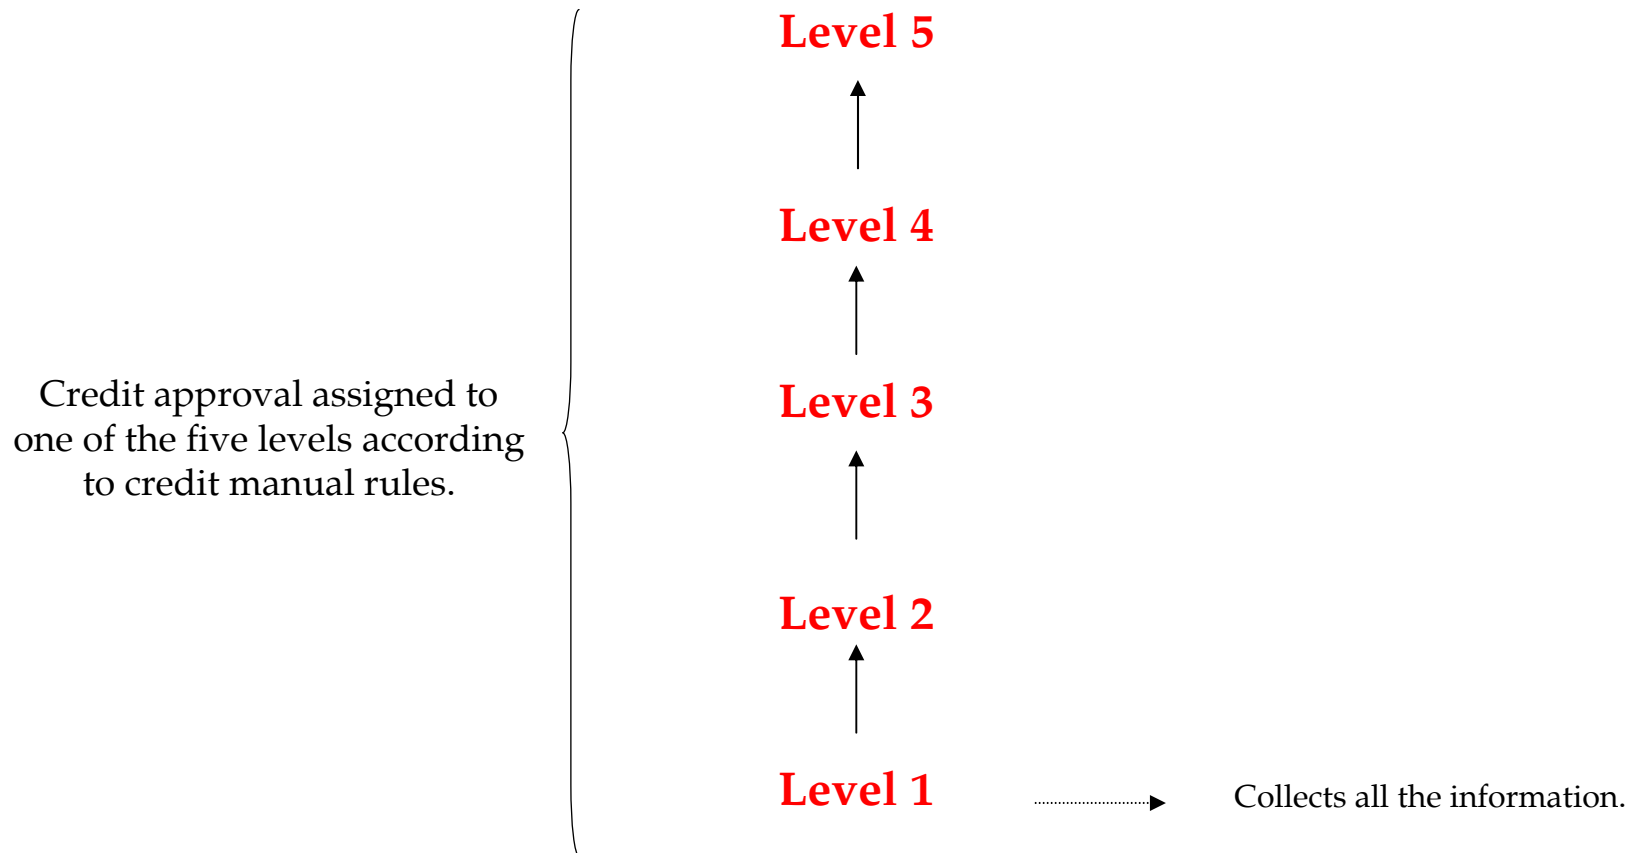 Level 5
Level 4
Credit approval assigned to
one of the five levels according
to credit manual rules.
Level 3
Level 2
Level 1
Collects all the information.